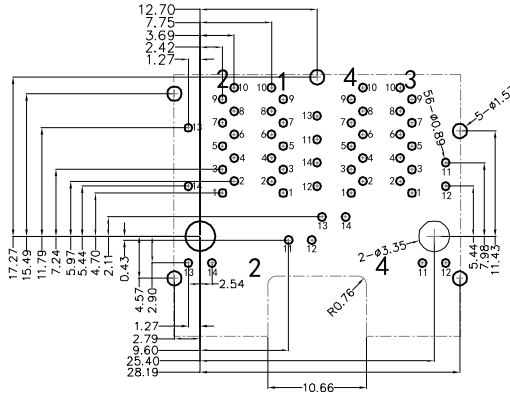 12.70
7.75
3.69
2.42
1.27
2 1 4 3
10 10 10 10
9 9 9 9
8 8 8 8
7 7 7 7
6 6 6 6
5 5 5 5
4 4 4 4
3 3 3 3
2 2 2 2
1 1 1 1
13 13
11
14 12
14
11
12
13 14
11 12
13 14
11 12
56-Ø0.89
5-Ø1.5
2-Ø3.35
2 4
R0.76
17.27
15.49
11.79
7.24
5.97
5.44
4.70
2.11
0.43
4.57
2.90
2.54
5.44
7.98
11.43
1.27
2.79
9.60
25.40
28.19
10.66